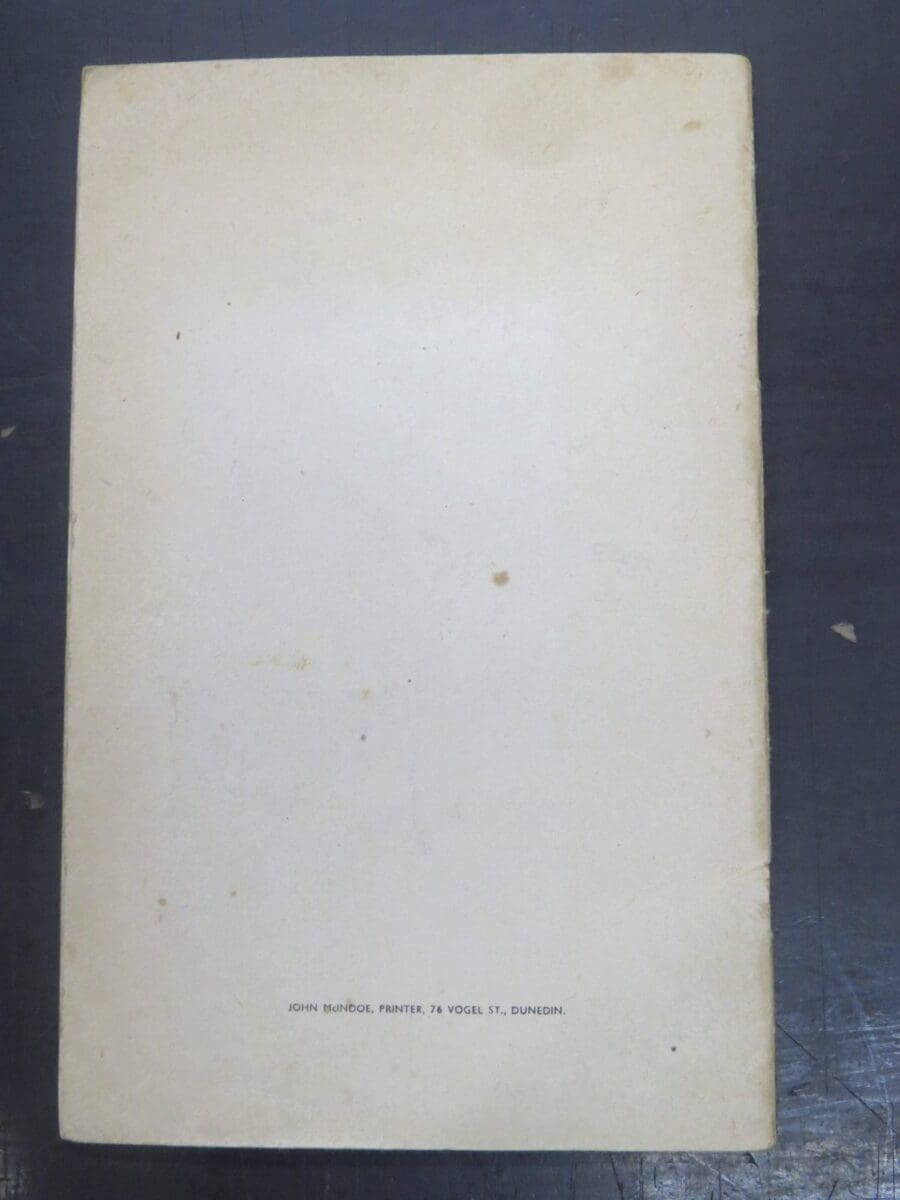 JOHN McINDOE, PRINTER, 76 VOGEL ST., DUNEDIN.